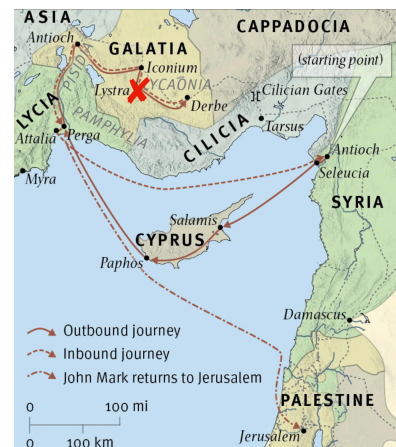 ASIA
CAPPADOCIA
Antioch
GALATIA
(starting point)
PISIDIA
Iconium
LYCAONIA
Lystra
Derbe
Cilician Gates
LYCIA
PAMPHYLIA
CILICIA
Tarsus
Attalia
Perga
Antioch
Seleucia
Myra
SYRIA
Salamis
CYPRUS
Paphos
Damascus
Outbound journey
Inbound journey
John Mark returns to Jerusalem
PALESTINE
0 100 mi
0 100 km
Jerusalem